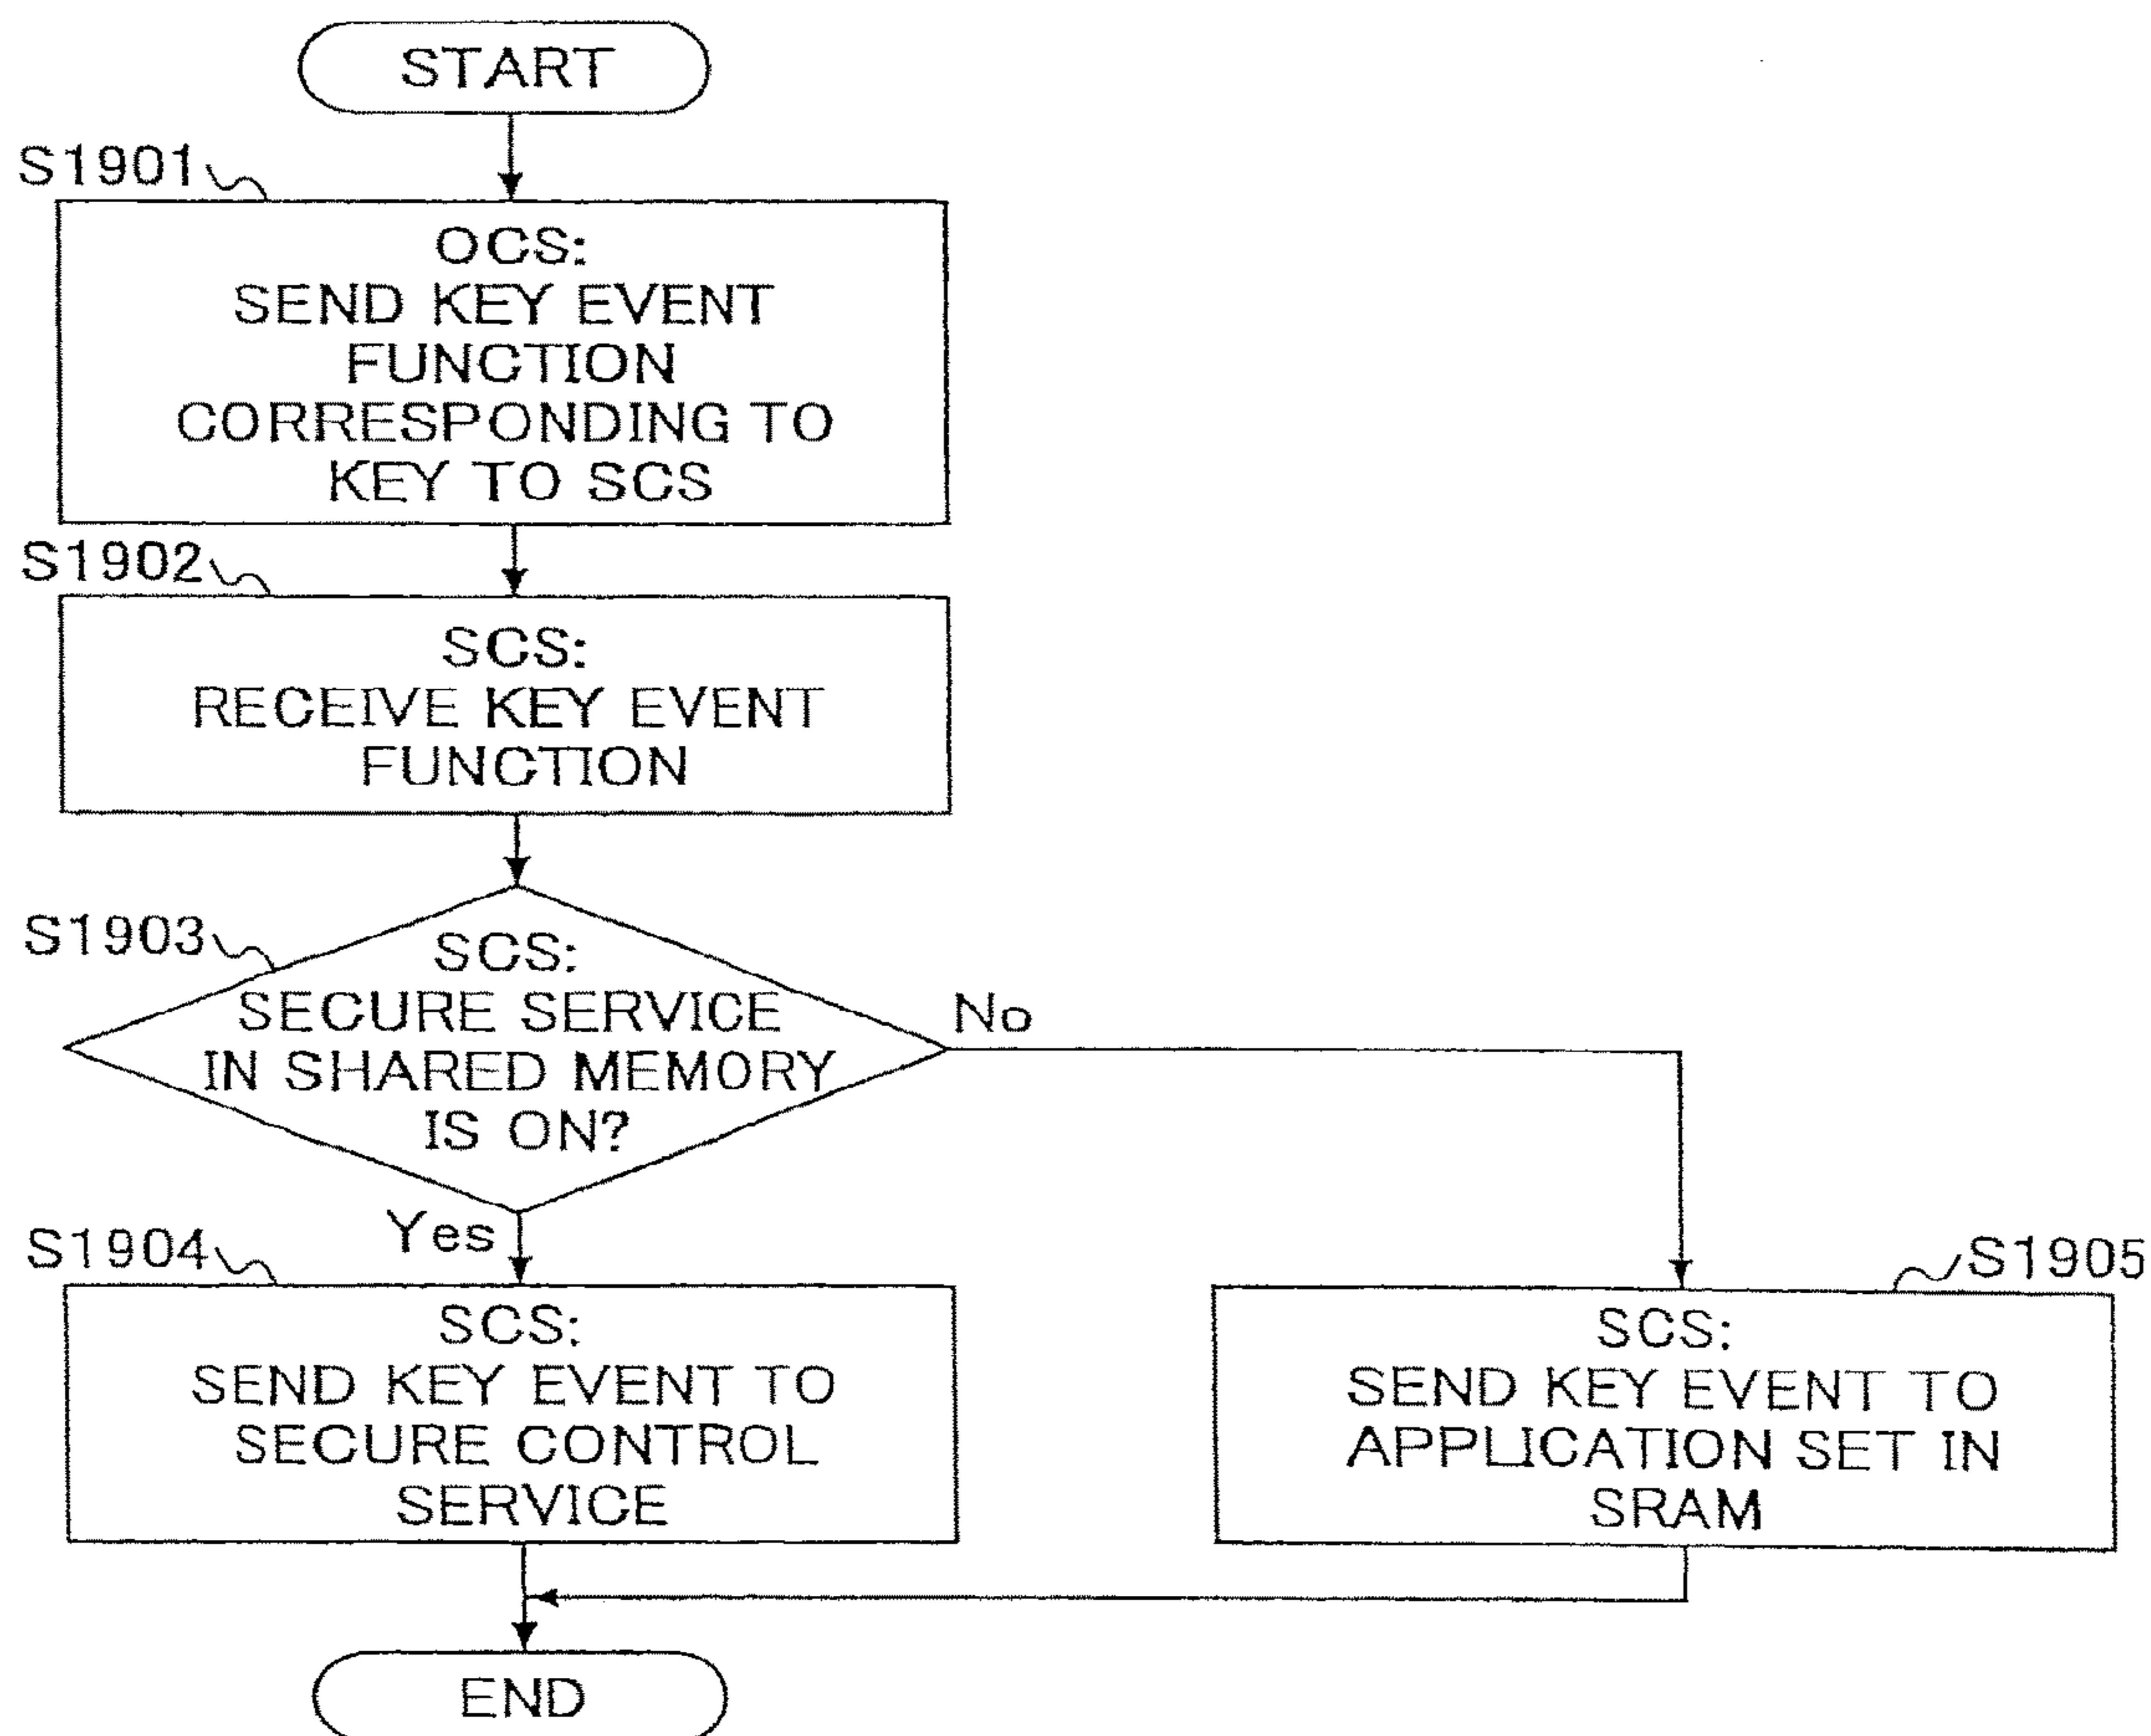 START
S1901
OCS:
SEND KEY EVENT
FUNCTION
CORRESPONDING TO
KEY TO SCS
S1902
SCS:
RECEIVE KEY EVENT
FUNCTION
S1903
SCS:
SECURE SERVICE
IN SHARED MEMORY
IS ON?
No
Yes
S1904
SCS:
SEND KEY EVENT TO
SECURE CONTROL
SERVICE
S1905
SCS:
SEND KEY EVENT TO
APPLICATION SET IN
SRAM
END